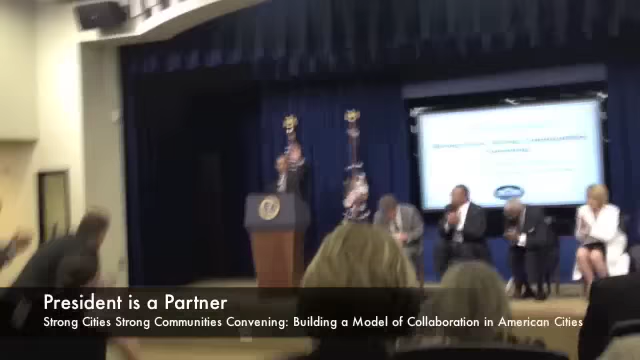 President is a Partner
Strong Cities Strong Communities Convening: Building a Model of Collaboration in American Cities